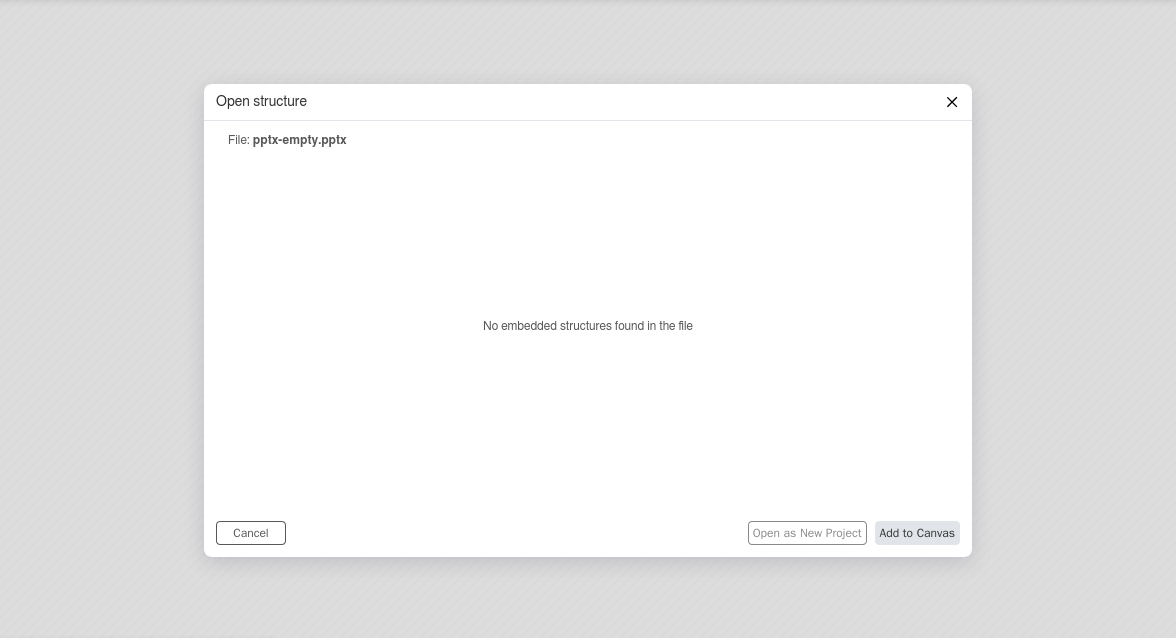 Open structure
File: pptx-empty.pptx
No embedded structures found in the file
Cancel
Open as New Project
Add to Canvas